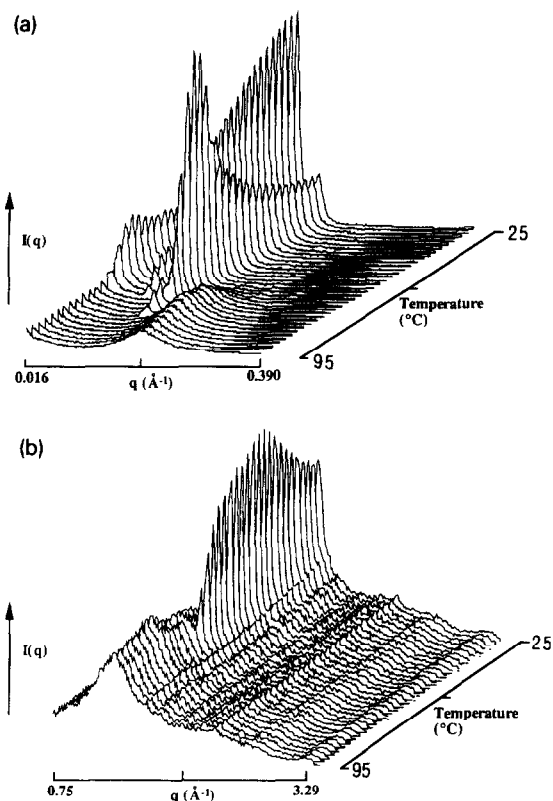 (a)
I(q)
25
Temperature
(°C)
95
0.016
q (Å⁻¹)
0.390
(b)
I(q)
25
Temperature
(°C)
95
0.75
q (Å⁻¹)
3.29